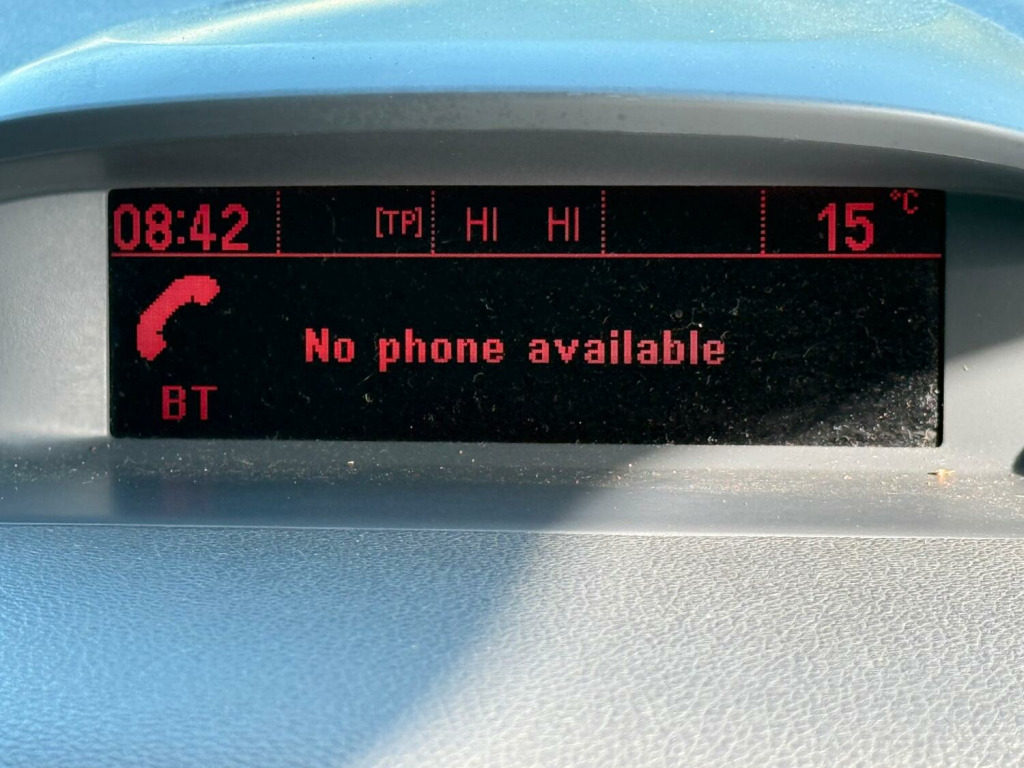 08:42 [TP] HI HI 15 °C
No phone available
BT